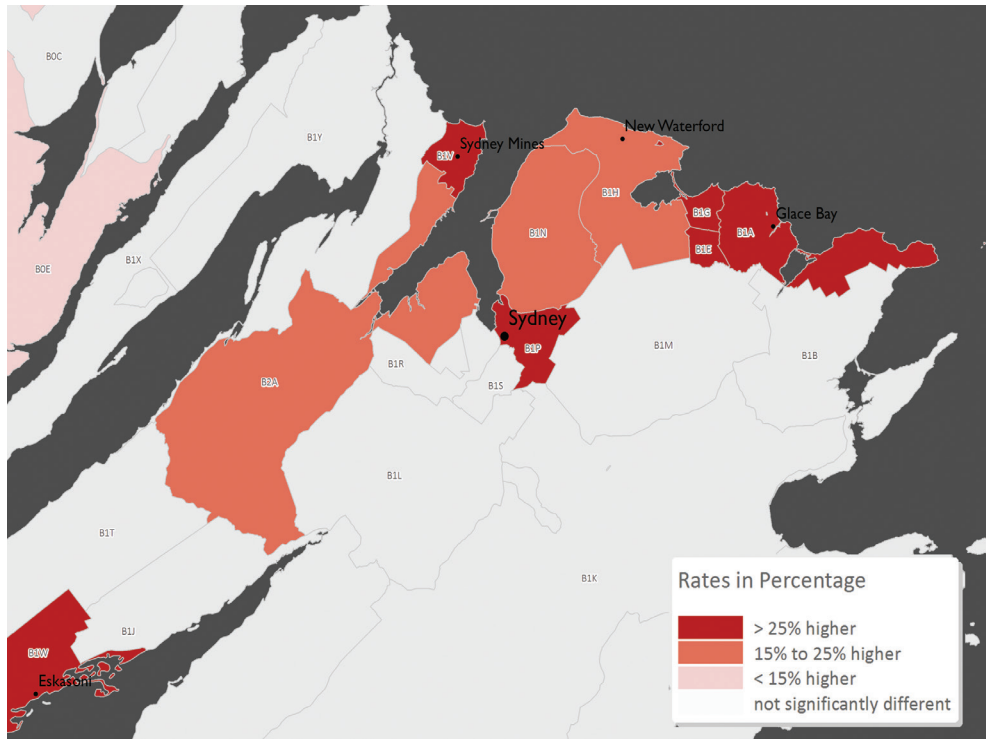 B0C
New Waterford
B1Y
Sydney Mines
B1V
B1H
B1G
Glace Bay
B1N
B1A
B1E
B0E
B1X
Sydney
B1P
B1M
B1B
B1R
B2A
B1S
B1L
B1T
B1K
B1J
B1W
Eskasoni
Rates in Percentage
> 25% higher
15% to 25% higher
< 15% higher
not significantly different